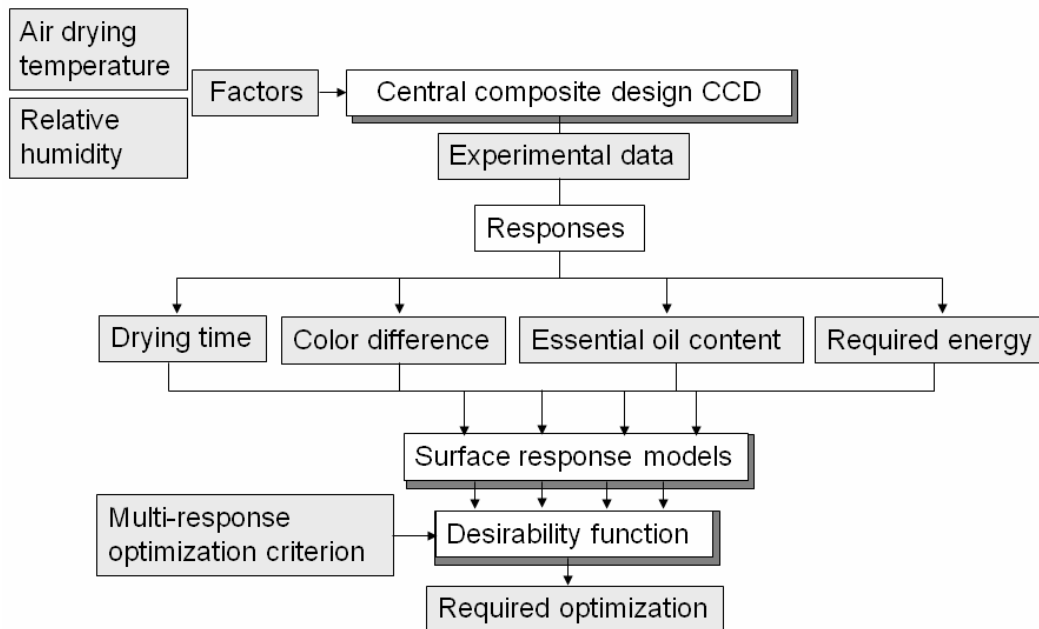 Air drying
temperature
Relative
humidity
Factors
Central composite design CCD
Experimental data
Responses
Drying time
Color difference
Essential oil content
Required energy
Surface response models
Multi-response
optimization criterion
Desirability function
Required optimization